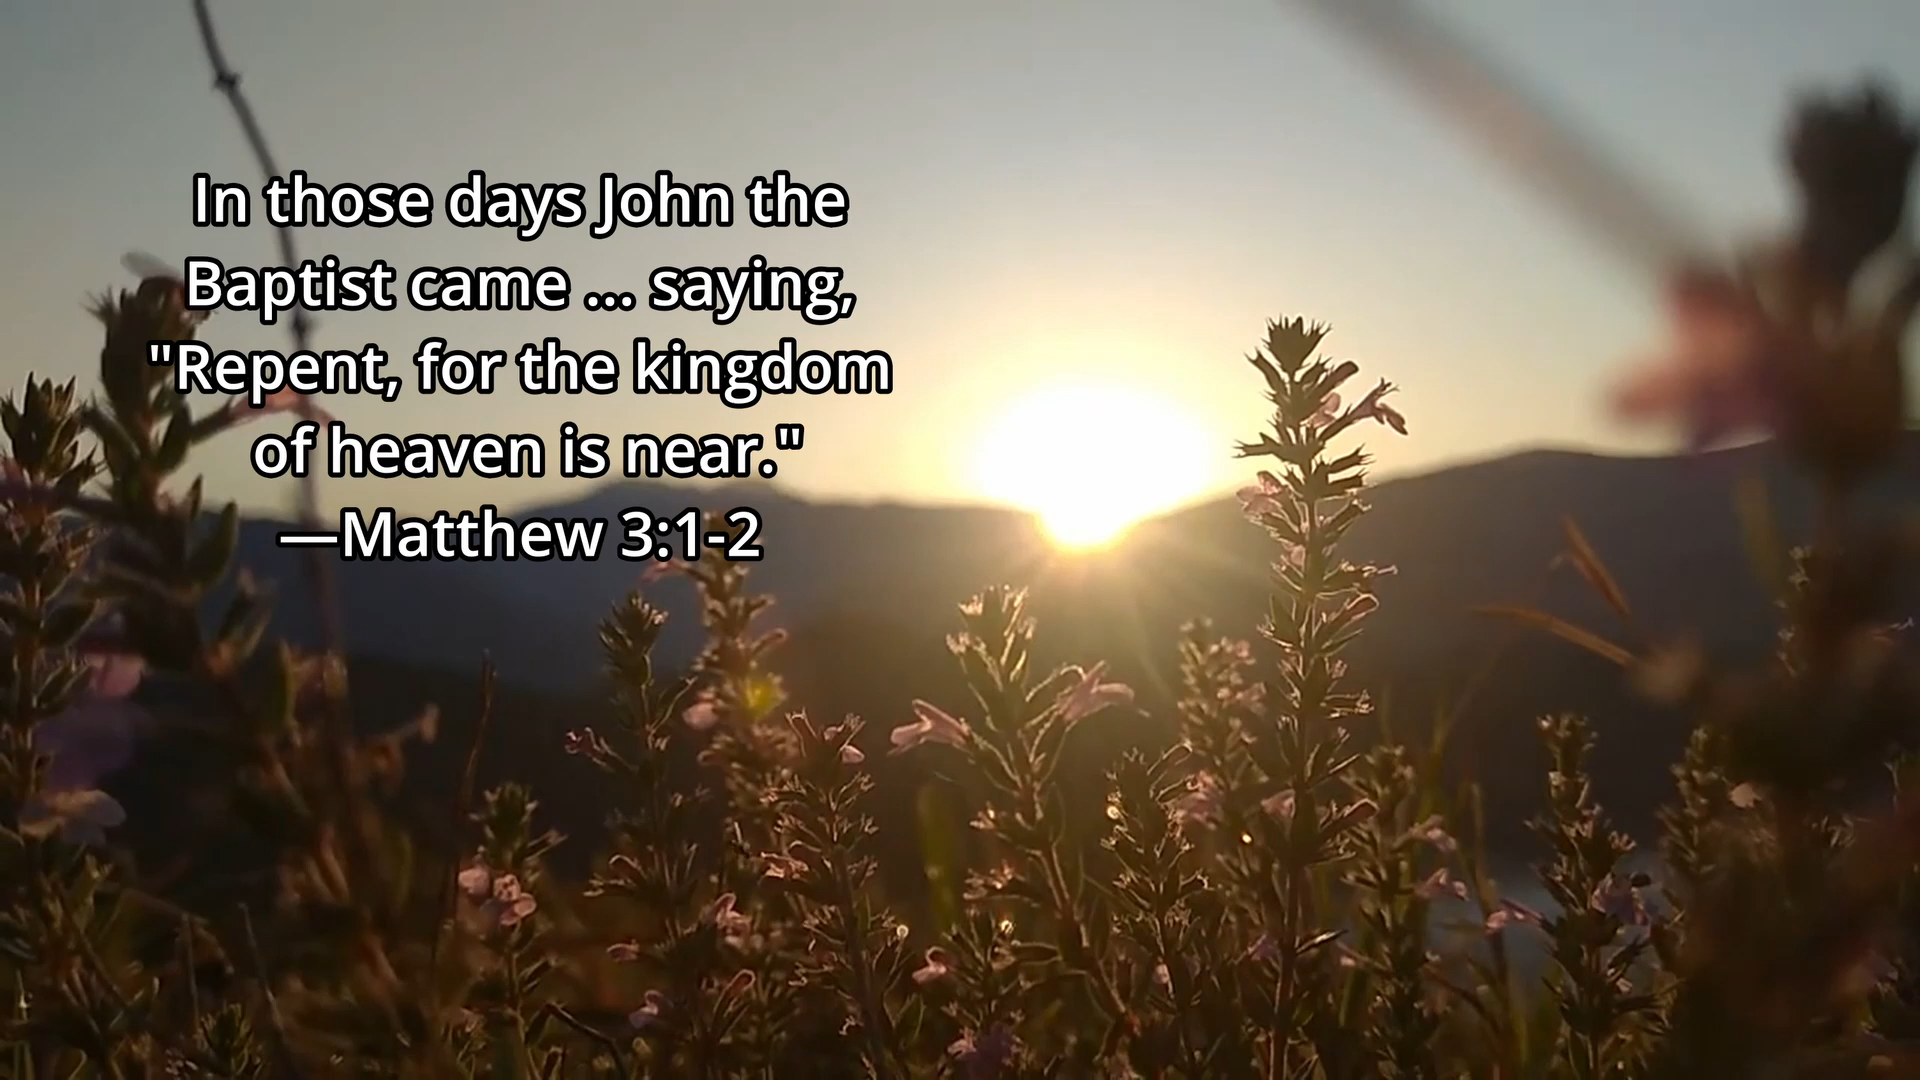 In those days John the
Baptist came ... saying,
"Repent, for the kingdom
of heaven is near."
—Matthew 3:1-2